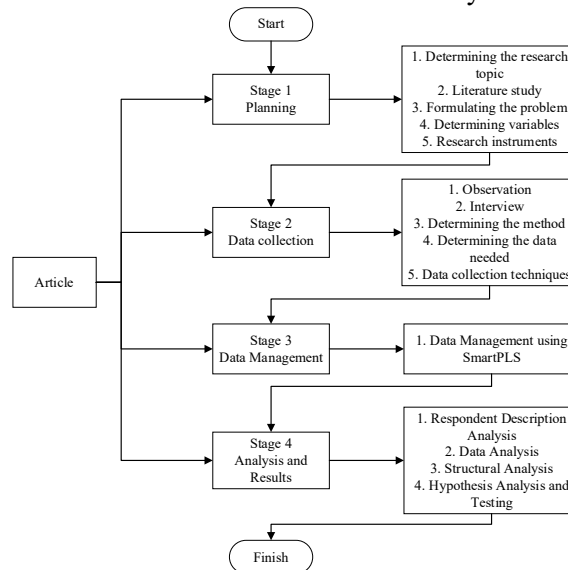 Start
Stage 1
Planning
1. Determining the research
topic
2. Literature study
3. Formulating the problem
4. Determining variables
5. Research instruments
Stage 2
Data collection
1. Observation
2. Interview
3. Determining the method
4. Determining the data
needed
5. Data collection techniques
Article
Stage 3
Data Management
1. Data Management using
SmartPLS
Stage 4
Analysis and
Results
1. Respondent Description
Analysis
2. Data Analysis
3. Structural Analysis
4. Hypothesis Analysis and
Testing
Finish